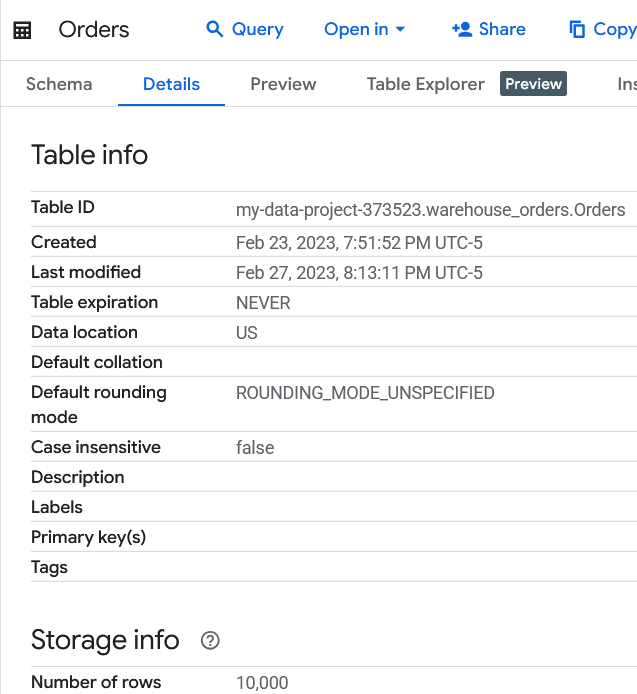 Orders Query Open in Share Copy
Schema Details Preview Table Explorer Preview Ins
Table info
Table ID my-data-project-373523.warehouse_orders.Orders
Created Feb 23, 2023, 7:51:52 PM UTC-5
Last modified Feb 27, 2023, 8:13:11 PM UTC-5
Table expiration NEVER
Data location US
Default collation
Default rounding mode ROUNDING_MODE_UNSPECIFIED
Case insensitive false
Description
Labels
Primary key(s)
Tags
Storage info
Number of rows 10,000